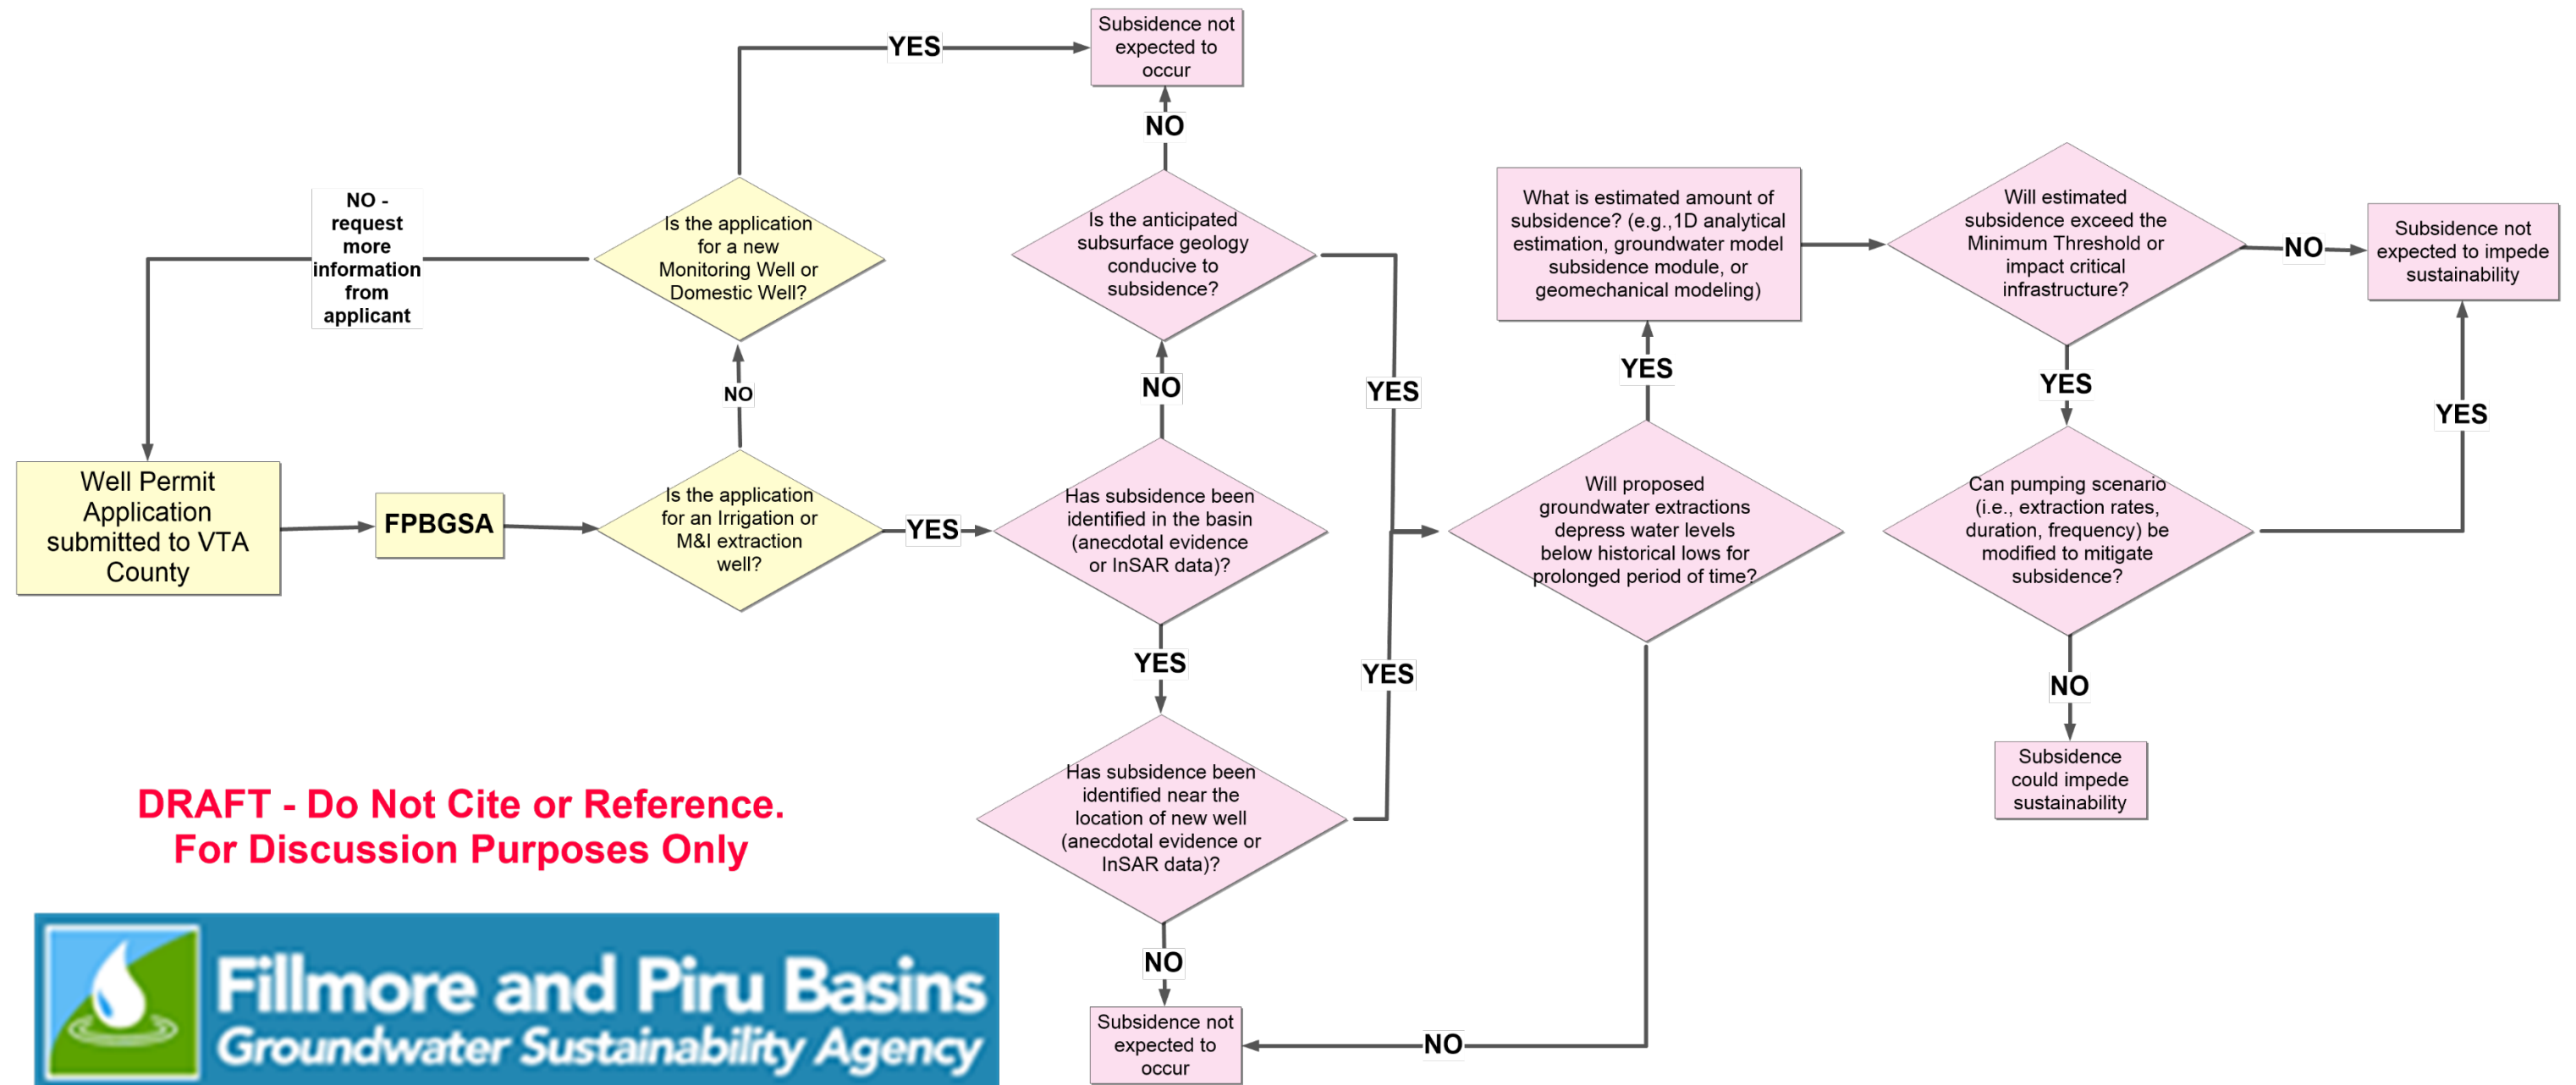 Subsidence not
expected to
occur
YES
NO
NO -
request
more
information
from
applicant
Is the application
for a new
Monitoring Well or
Domestic Well?
Is the anticipated
subsurface geology
conducive to
subsidence?
What is estimated amount of
subsidence? (e.g.,1D analytical
estimation, groundwater model
subsidence module, or
geomechanical modeling)
Will estimated
subsidence exceed the
Minimum Threshold or
impact critical
infrastructure?
NO
Subsidence not
expected to impede
sustainability
NO
NO
YES
YES
YES
YES
Well Permit
Application
submitted to VTA
County
FPBGSA
Is the application
for an Irrigation or
M&I extraction
well?
YES
Has subsidence been
identified in the basin
(anecdotal evidence
or InSAR data)?
Will proposed
groundwater extractions
depress water levels
below historical lows for
prolonged period of time?
Can pumping scenario
(i.e., extraction rates,
duration, frequency) be
modified to mitigate
subsidence?
YES
YES
NO
Has subsidence been
identified near the
location of new well
(anecdotal evidence or
InSAR data)?
Subsidence
could impede
sustainability
DRAFT - Do Not Cite or Reference.
For Discussion Purposes Only
NO
Subsidence not
expected to
occur
NO
Fillmore and Piru Basins
Groundwater Sustainability Agency